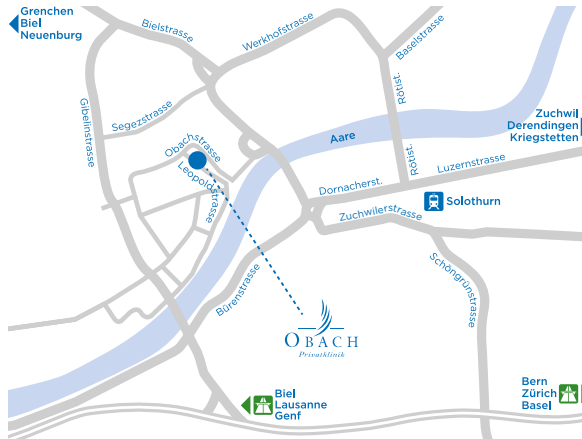 Grenchen
Biel
Neuenburg
Bielstrasse
Werkhofstrasse
Baselstrasse
Gibelinstrasse
Segezstrasse
Rötist.
Obachstrasse
Leopoldstrasse
Aare
Zuchwil
Derendingen
Kriegstetten
Rötist.
Luzernstrasse
Dornacherst.
Solothurn
Zuchwilerstrasse
Schöngrünstrasse
Bürenstrasse
OBACH
Privatklinik
Biel
Lausanne
Genf
Bern
Zürich
Basel